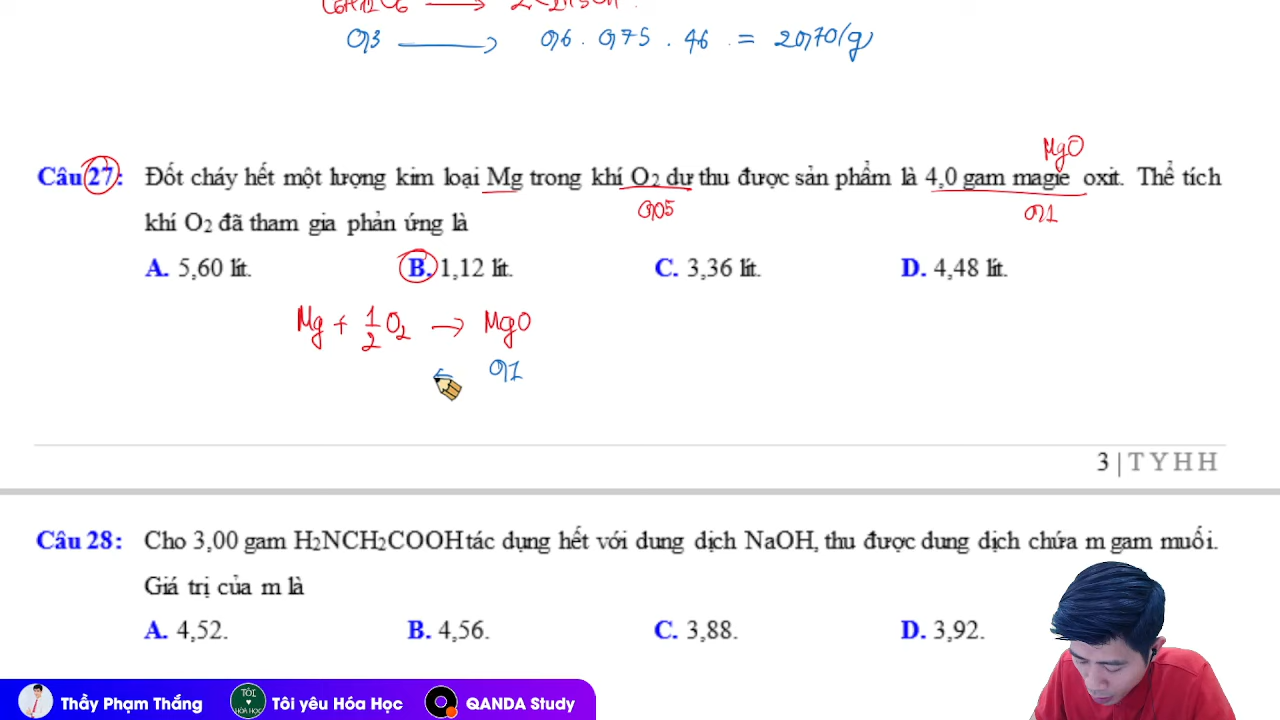 C6H12O6 → 2
0,3 → 0,6 . 0,75 . 46 = 20,70(g)
MgO
Câu 27: Đốt cháy hết một lượng kim loại Mg trong khí O2 dư thu được sản phẩm là 4,0 gam magie oxit. Thể tích
0,05 0,1
khí O2 đã tham gia phản ứng là
A. 5,60 lít. B. 1,12 lít. C. 3,36 lít. D. 4,48 lít.
Mg + 1/2 O2 → MgO
← 0,1
3 | T Y H H
Câu 28: Cho 3,00 gam H2NCH2COOH tác dụng hết với dung dịch NaOH, thu được dung dịch chứa m gam muối.
Giá trị của m là
A. 4,52. B. 4,56. C. 3,88. D. 3,92.
Thầy Phạm Thắng TÔI ♥ HÓA HỌC Tôi yêu Hóa Học QANDA Study